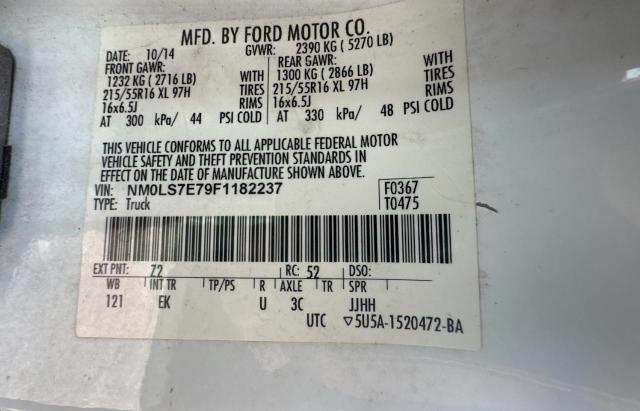 MFD. BY FORD MOTOR CO.
DATE: 10/14 GVWR: 2390 KG ( 5270 LB)
FRONT GAWR: REAR GAWR:
1232 KG ( 2716 LB) WITH 1300 KG ( 2866 LB) WITH
215/55R16 XL 97H TIRES 215/55R16 XL 97H TIRES
16x6.5J RIMS 16x6.5J RIMS
AT 300 kPa/ 44 PSI COLD AT 330 kPa/ 48 PSI COLD
THIS VEHICLE CONFORMS TO ALL APPLICABLE FEDERAL MOTOR
VEHICLE SAFETY AND THEFT PREVENTION STANDARDS IN
EFFECT ON THE DATE OF MANUFACTURE SHOWN ABOVE.
VIN: NM0LS7E79F1182237 F0367
TYPE: Truck T0475
EXT PNT: Z2 RC: 52 DSO:
WB INT TR TP/PS R AXLE TR SPR
121 EK U 3C JJHH
UTC ▽5U5A-1520472-BA